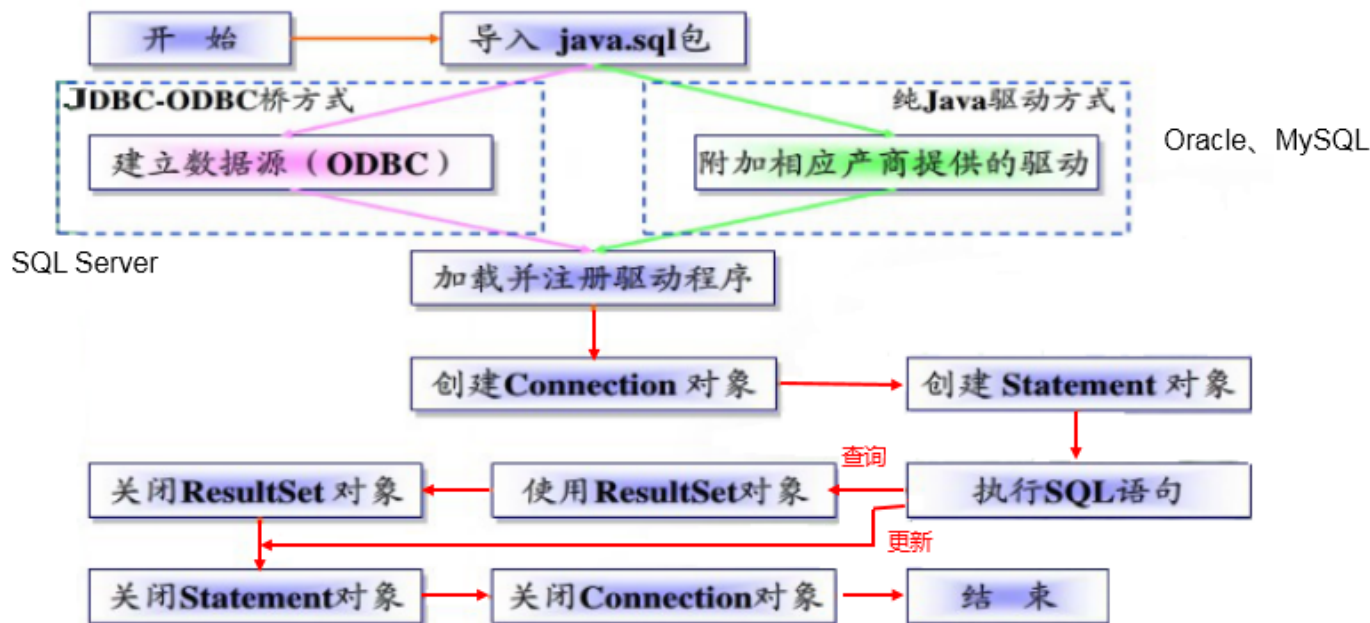 开 始
导入 java.sql包
JDBC-ODBC桥方式
纯Java驱动方式
建立数据源（ODBC）
附加相应产商提供的驱动
Oracle、MySQL
SQL Server
加载并注册驱动程序
创建Connection 对象
创建 Statement 对象
查询
关闭ResultSet 对象
使用ResultSet对象
执行SQL语句
更新
关闭Statement对象
关闭Connection对象
结 束